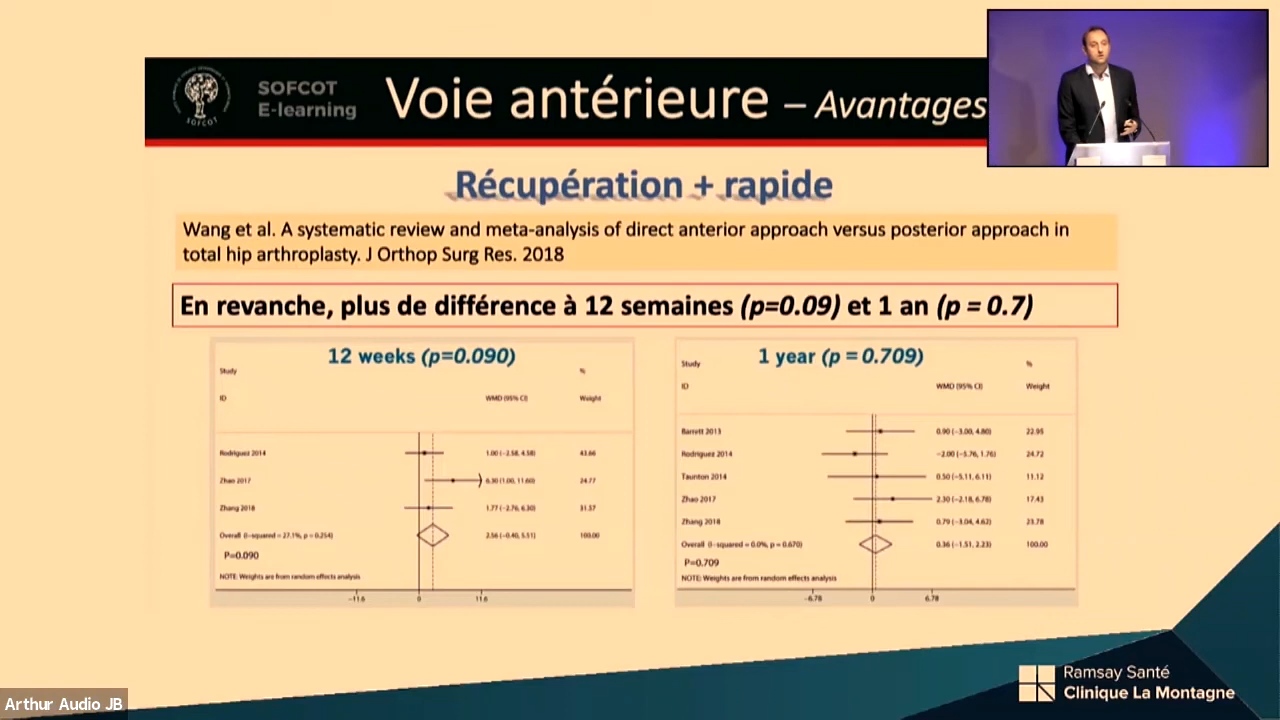 SOFCOT
SOFCOT
E-learning
Voie antérieure – Avantages
Récupération + rapide
Wang et al. A systematic review and meta-analysis of direct anterior approach versus posterior approach in
total hip arthroplasty. J Orthop Surg Res. 2018
En revanche, plus de différence à 12 semaines (p=0.09) et 1 an (p = 0.7)
12 weeks (p=0.090)
Study %
ID WMD (95% CI) Weight
Rodriguez 2014 1.00 (-2.58, 4.58) 43.66
Zhao 2017 6.30 (1.00, 11.60) 24.77
Zhang 2018 1.77 (-2.76, 6.30) 31.57
Overall (I-squared = 27.1%, p = 0.254) 2.56 (-0.40, 5.51) 100.00
P=0.090
NOTE: Weights are from random effects analysis
-11.6 0 11.6
1 year (p = 0.709)
Study %
ID WMD (95% CI) Weight
Barrett 2013 0.90 (-3.00, 4.80) 22.95
Rodriguez 2014 -2.00 (-5.76, 1.76) 24.72
Taunton 2014 0.50 (-5.11, 6.11) 11.12
Zhao 2017 2.30 (-2.18, 6.78) 17.43
Zhang 2018 0.79 (-3.04, 4.62) 23.78
Overall (I-squared = 0.0%, p = 0.670) 0.36 (-1.51, 2.23) 100.00
P=0.709
NOTE: Weights are from random effects analysis
-6.78 0 6.78
Ramsay Santé
Clinique La Montagne
Arthur Audio JB